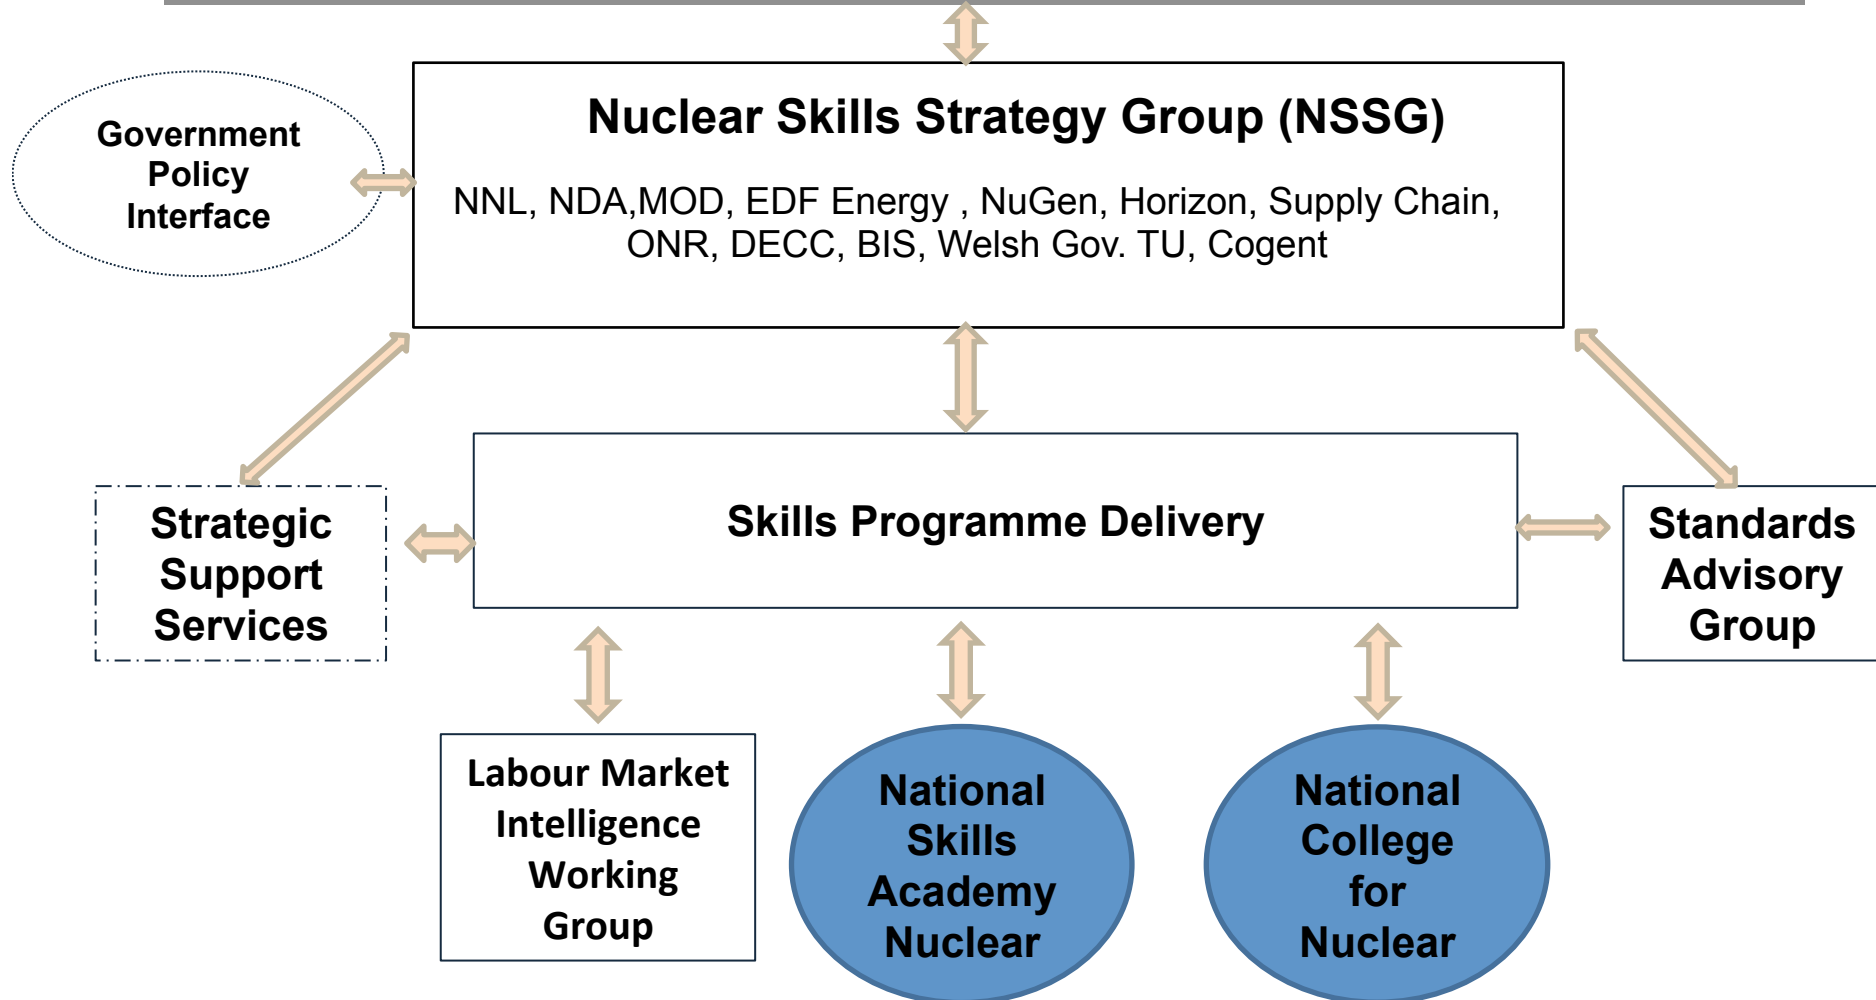 Nuclear Skills Strategy Group (NSSG)
Government
Policy
Interface
NNL, NDA,MOD, EDF Energy , NuGen, Horizon, Supply Chain,
ONR, DECC, BIS, Welsh Gov. TU, Cogent
Strategic
Support
Services
Skills Programme Delivery
Standards
Advisory
Group
Labour Market
Intelligence
Working
Group
National
Skills
Academy
Nuclear
National
College
for
Nuclear